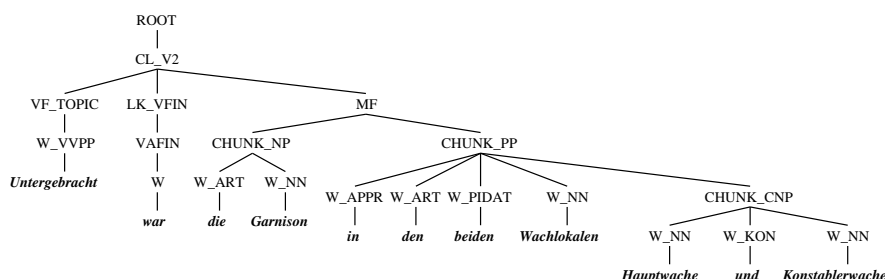 ROOT
CL_V2
VF_TOPIC LK_VFIN MF
W_VVPP VAFIN CHUNK_NP CHUNK_PP
Untergebracht W W_ART W_NN W_APPR W_ART W_PIDAT W_NN CHUNK_CNP
war die Garnison in den beiden Wachlokalen W_NN W_KON W_NN
Hauptwache und Konstablerwache